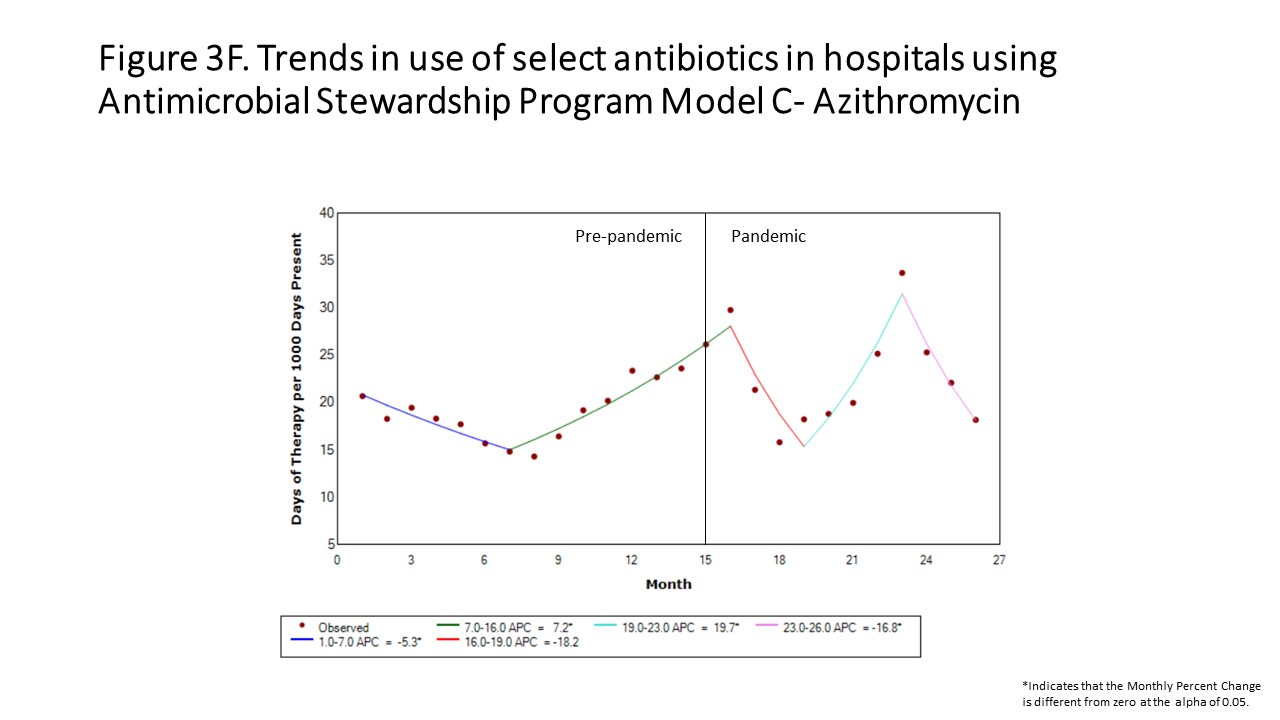 Figure 3F. Trends in use of select antibiotics in hospitals using
Antimicrobial Stewardship Program Model C- Azithromycin
Days of Therapy per 1000 Days Present
40
35
30
25
20
15
10
5
Pre-pandemic
Pandemic
0 3 6 9 12 15 18 21 24 27
Month
Observed 7.0-16.0 APC = 7.2* 19.0-23.0 APC = 19.7* 23.0-26.0 APC = -16.8*
1.0-7.0 APC = -5.3* 16.0-19.0 APC = -18.2
*Indicates that the Monthly Percent Change
is different from zero at the alpha of 0.05.